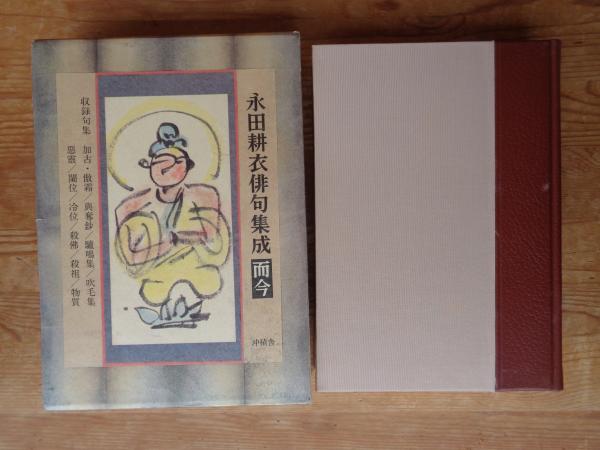 永田耕衣俳句集成
而今
収録句集 加古・傲霜/與奪鈔/驢鳴集/吹毛集
惡靈/闌位/冷位/殺佛/殺祖/物質
沖積舎